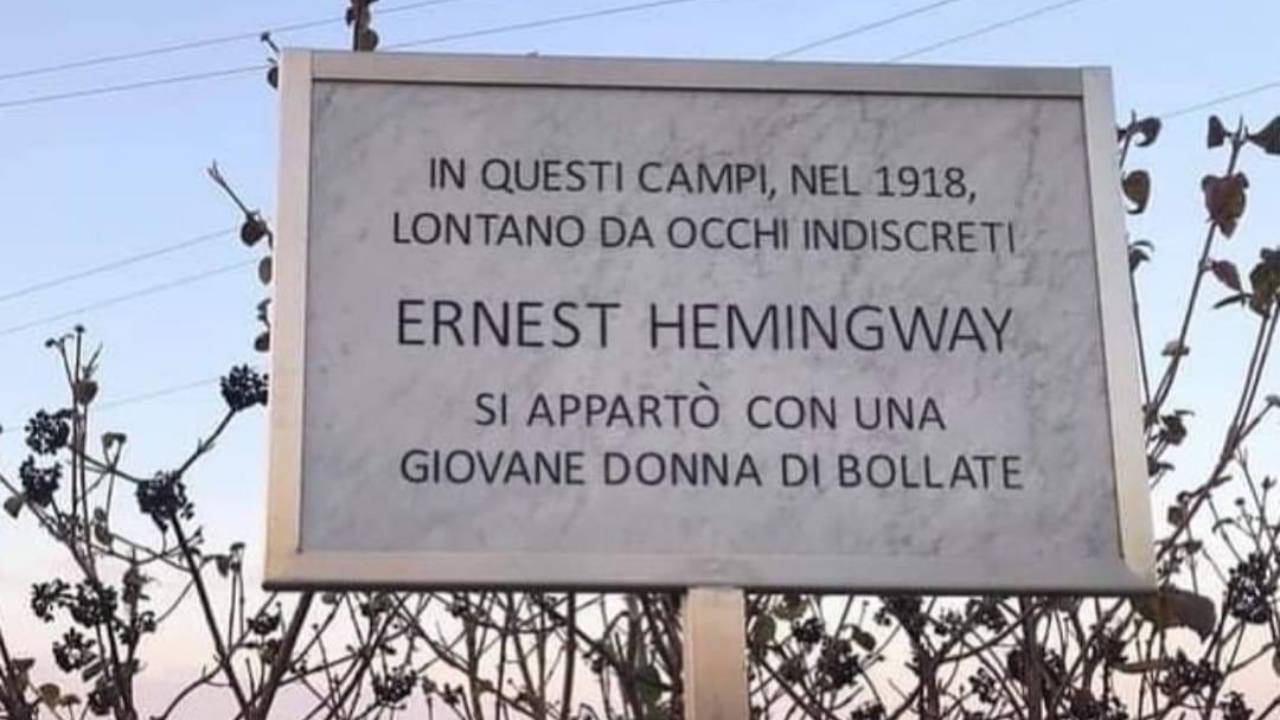 IN QUESTI CAMPI, NEL 1918,
LONTANO DA OCCHI INDISCRETI
ERNEST HEMINGWAY
SI APPARTÒ CON UNA
GIOVANE DONNA DI BOLLATE